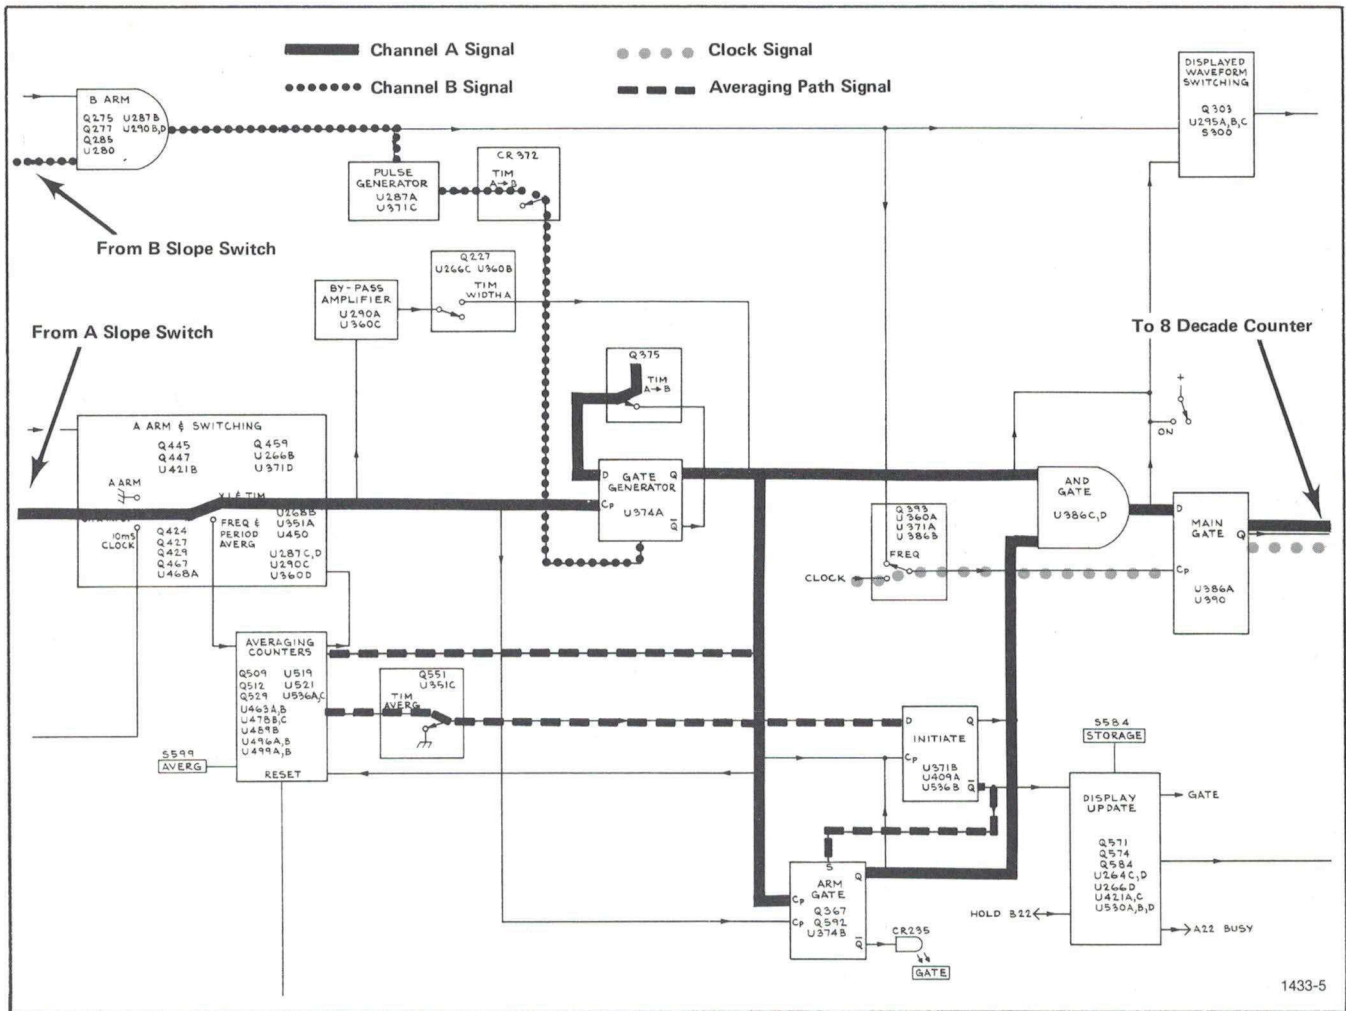 Channel A Signal
Clock Signal
Channel B Signal
Averaging Path Signal
B ARM
Q275 U287B
Q277 U290B,D
Q285
U280
DISPLAYED
WAVEFORM
SWITCHING
Q303
U295A,B,C
S300
PULSE
GENERATOR
U287A
U371C
CR372
TIM
A→B
From B Slope Switch
BY-PASS
AMPLIFIER
U290A
U360C
Q227
U266C U360B
TIM
WIDTH A
From A Slope Switch
To 8 Decade Counter
Q375
TIM
A→B
+
ON
A ARM & SWITCHING
Q445 Q459
Q447 U266B
U421B U371D
A ARM
X1 & TIM
U268B
10mS
CLOCK
Q424
Q427
Q429
Q467
U468A
FREQ &
PERIOD
AVERG
U351A
U450
U287C,D
U290C
U360D
D Q
GATE
GENERATOR
Cp
U374A
Q̅
AND
GATE
U386C,D
Q393
U360A
U371A
U386B
FREQ
CLOCK
D
MAIN
GATE
Q
Cp
U386A
U390
AVERAGING
COUNTERS
Q509 U519
Q512 U521
Q529 U536A,C
U463A,B
U478B,C
U489B
U496A,B
U499A,B
RESET
S599
AVERG
Q551
U351C
TIM
AVERG
D Q
INITIATE
Cp
U371B
U409A
U536B
Q̅
S584
STORAGE
DISPLAY
UPDATE
Q571
Q574
Q584
U264C,D
U266D
U421A,C
U530A,B,D
GATE
HOLD B22
A22 BUSY
S
ARM
GATE
Q
Cp
Q367
Cp
Q592
U374B
Q̅
CR235
GATE
1433-5